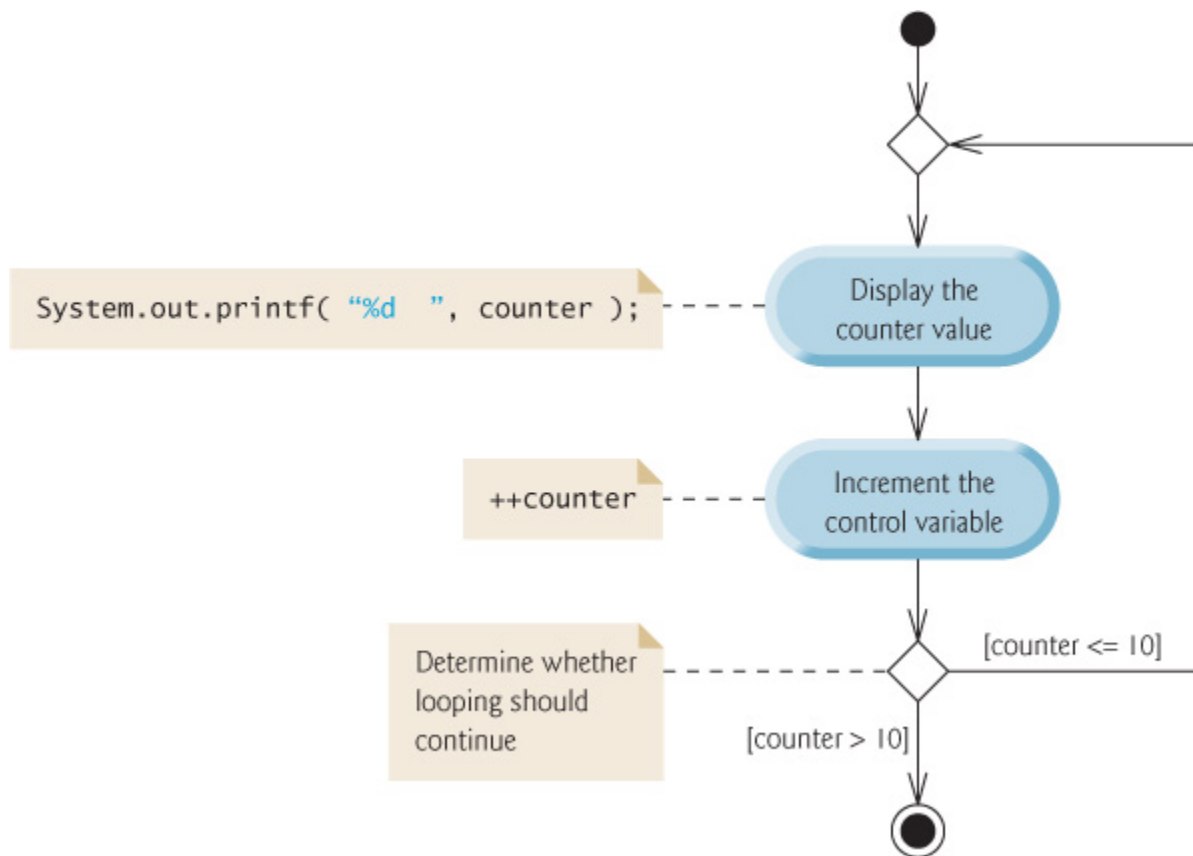 System.out.printf( “%d  ”, counter );
Display the
counter value
++counter
Increment the
control variable
Determine whether
looping should
continue
[counter <= 10]
[counter > 10]